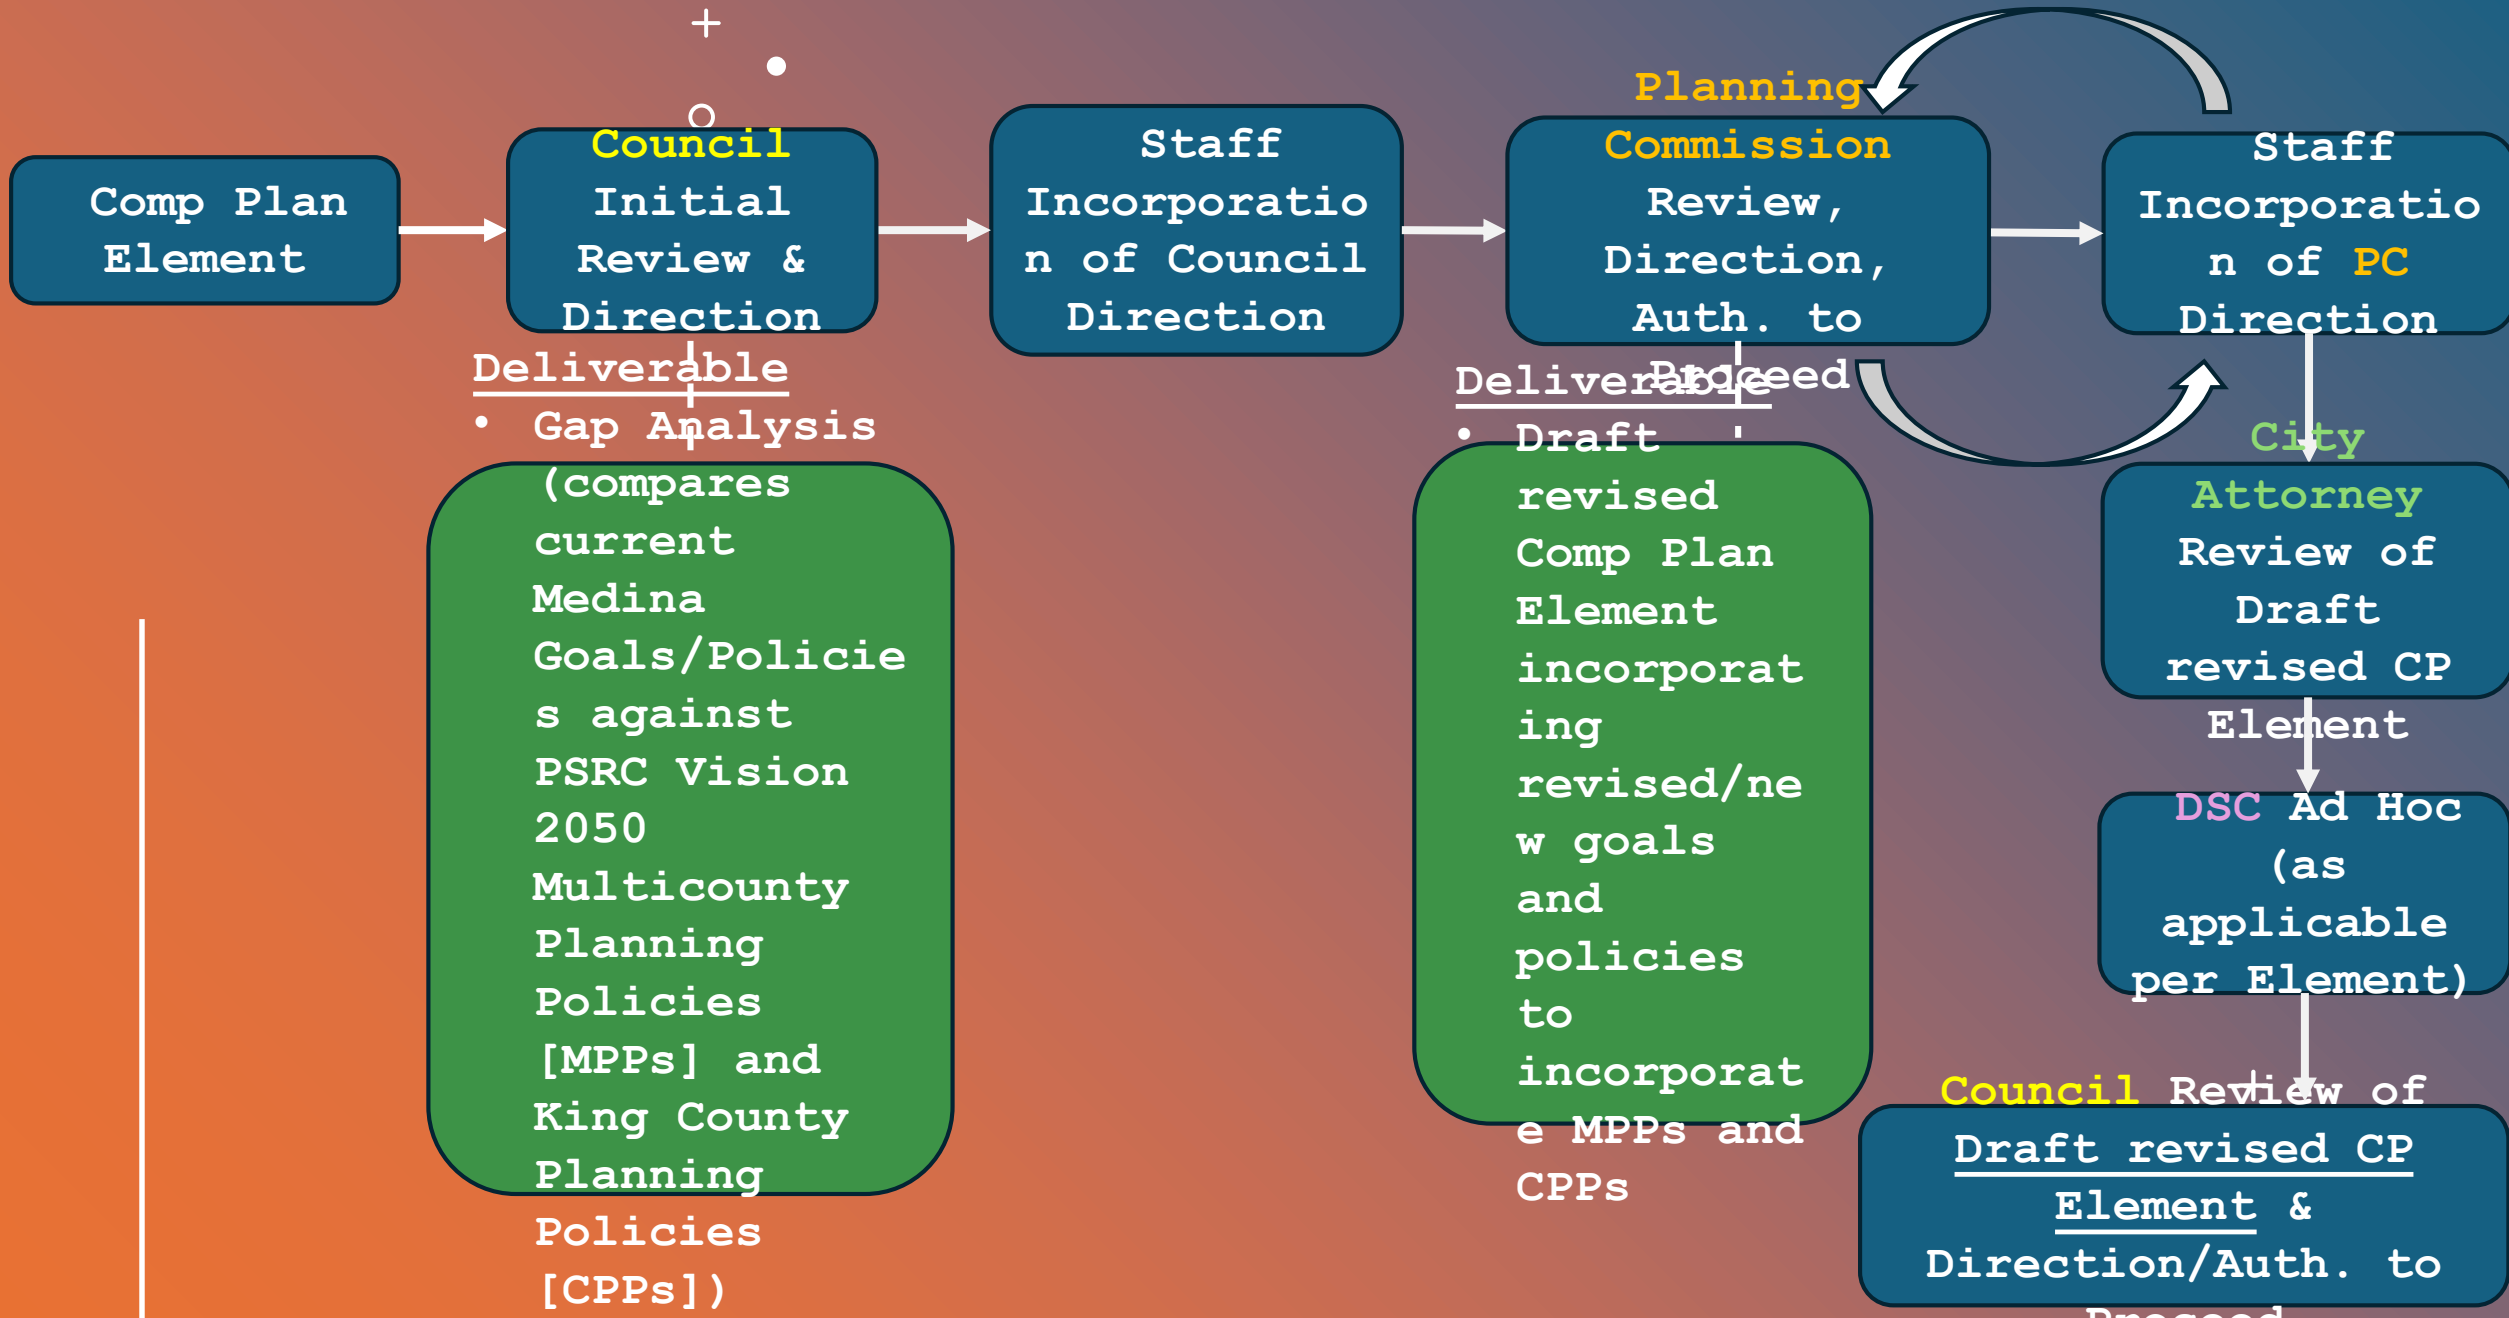 Comp Plan
Element
Council
Initial
Review &
Direction
Deliverable
• Gap Analysis
(compares
current
Medina
Goals/Policie
s against
PSRC Vision
2050
Multicounty
Planning
Policies
[MPPs] and
King County
Planning
Policies
[CPPs])
Staff
Incorporatio
n of Council
Direction
Planning
Commission
Review,
Direction,
Auth. to
Proceed
Deliverable
• Draft
revised
Comp Plan
Element
incorporat
ing
revised/ne
w goals
and
policies
to
incorporat
e MPPs and
CPPs
Staff
Incorporatio
n of PC
Direction
City
Attorney
Review of
Draft
revised CP
Element
DSC Ad Hoc
(as
applicable
per Element)
Council Review of
Draft revised CP
Element &
Direction/Auth. to
Proceed